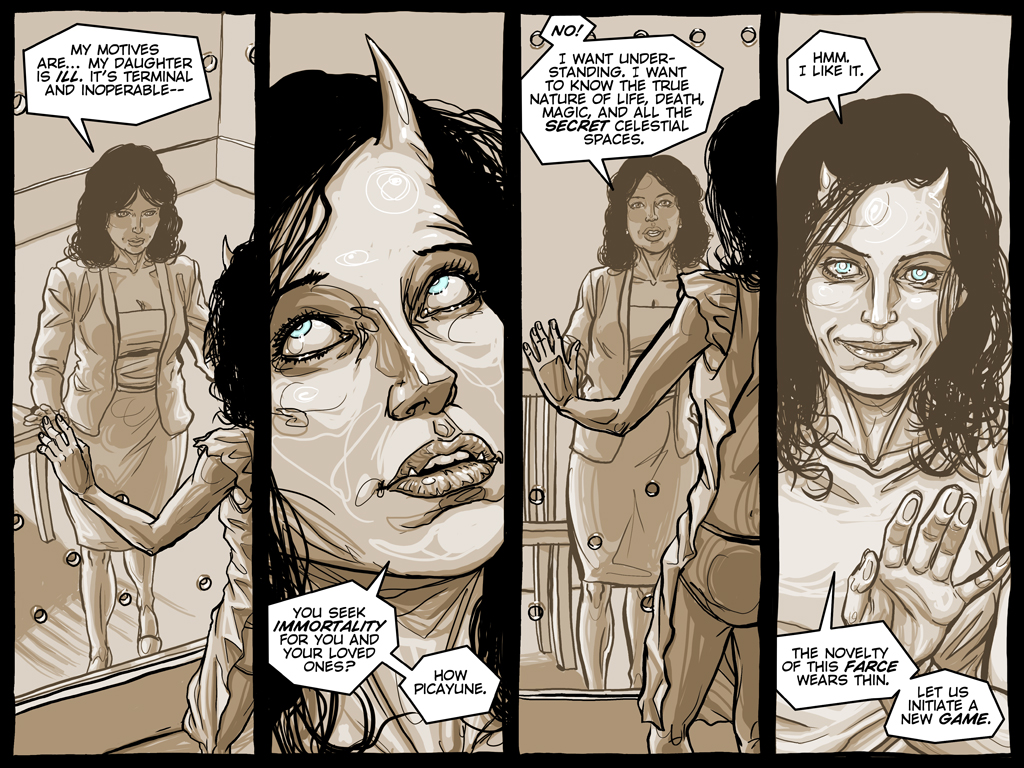 MY MOTIVES
ARE... MY DAUGHTER
IS ILL. IT'S TERMINAL
AND INOPERABLE--
YOU SEEK
IMMORTALITY
FOR YOU AND
YOUR LOVED
ONES?
HOW
PICAYUNE.
NO!
I WANT UNDER-
STANDING. I WANT
TO KNOW THE TRUE
NATURE OF LIFE, DEATH,
MAGIC, AND ALL THE
SECRET CELESTIAL
SPACES.
HMM.
I LIKE IT.
THE NOVELTY
OF THIS FARCE
WEARS THIN.
LET US
INITIATE A
NEW GAME.